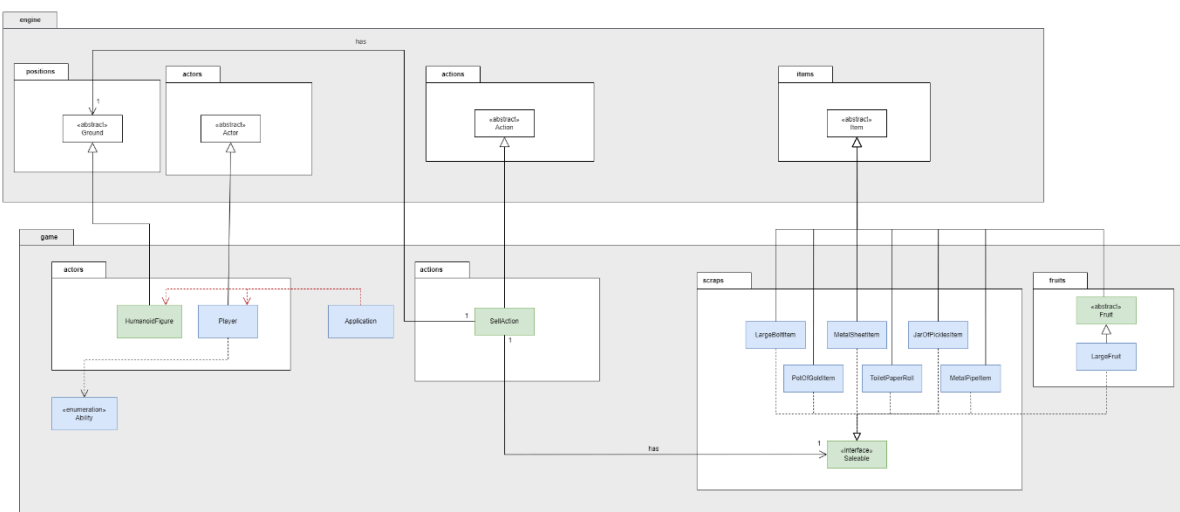 engine
has
positions
actors
actions
items
1
«abstract»
Ground
«abstract»
Actor
«abstract»
Action
«abstract»
Item
game
actors
actions
scraps
fruits
HumanoidFigure
Player
Application
1
SellAction
1
LargeBoltItem
MetalSheetItem
JarOfPicklesItem
«abstract»
Fruit
LargeFruit
PotOfGoldItem
ToiletPaperRoll
MetalPipeItem
«enumeration»
Ability
has
1
«interface»
Saleable